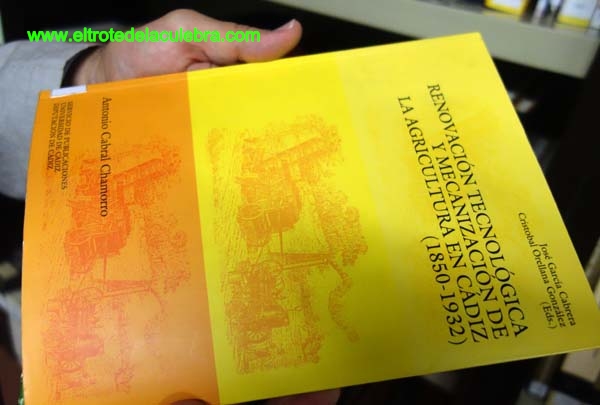 www.eltrotedelaculebra.com
José García Cabrera
Cristobal Orellana González
(Eds.)
RENOVACIÓN TECNOLÓGICA
Y MECANIZACIÓN DE
LA AGRICULTURA EN CÁDIZ
(1850-1932)
Antonio Cabral Chamorro
SERVICIO DE PUBLICACIONES
UNIVERSIDAD DE CÁDIZ
DIPUTACIÓN DE CÁDIZ